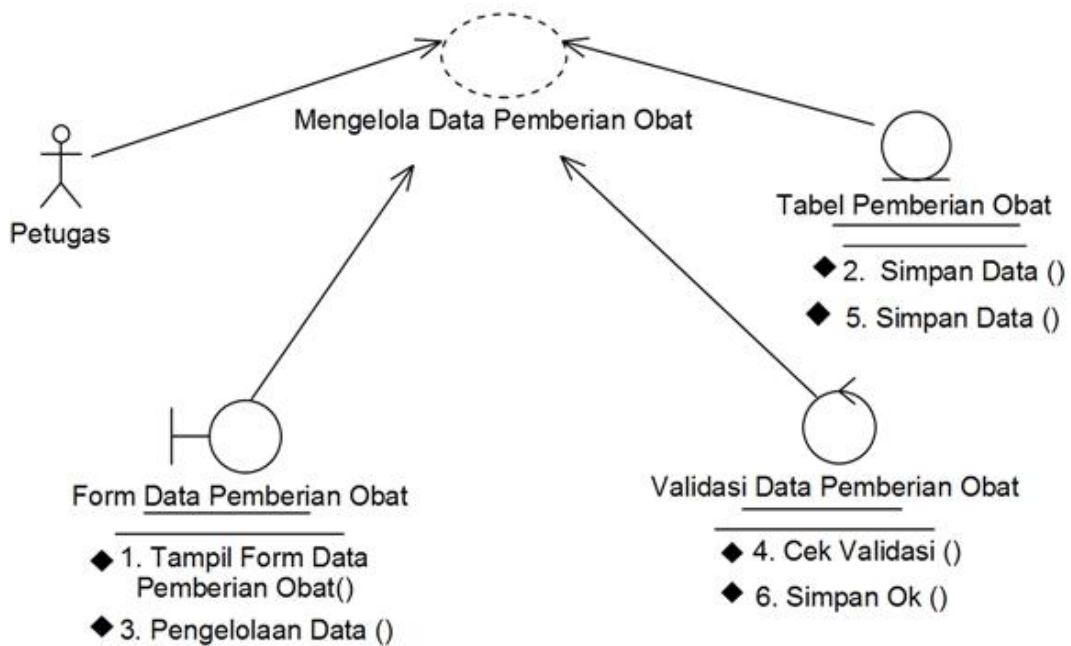 Mengelola Data Pemberian Obat
Petugas
Tabel Pemberian Obat
2. Simpan Data ()
5. Simpan Data ()
Form Data Pemberian Obat
1. Tampil Form Data
Pemberian Obat()
3. Pengelolaan Data ()
Validasi Data Pemberian Obat
4. Cek Validasi ()
6. Simpan Ok ()